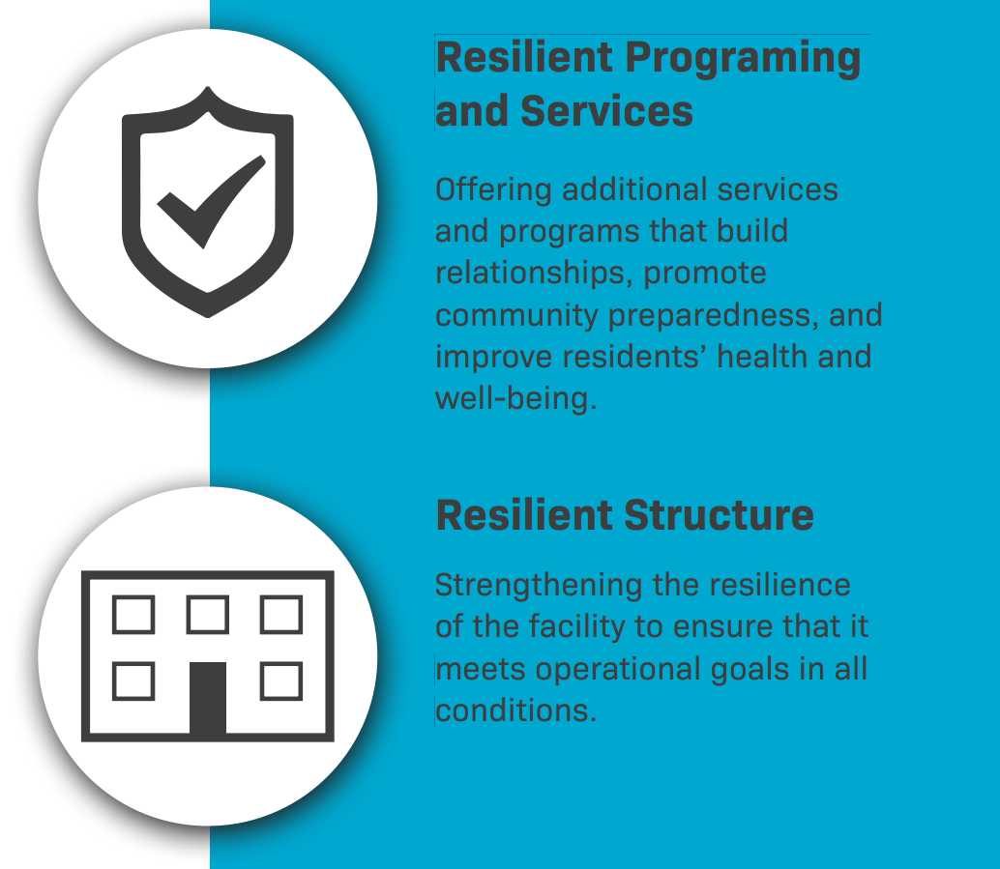 Resilient Programing
and Services
Offering additional services
and programs that build
relationships, promote
community preparedness, and
improve residents’ health and
well-being.
Resilient Structure
Strengthening the resilience
of the facility to ensure that it
meets operational goals in all
conditions.